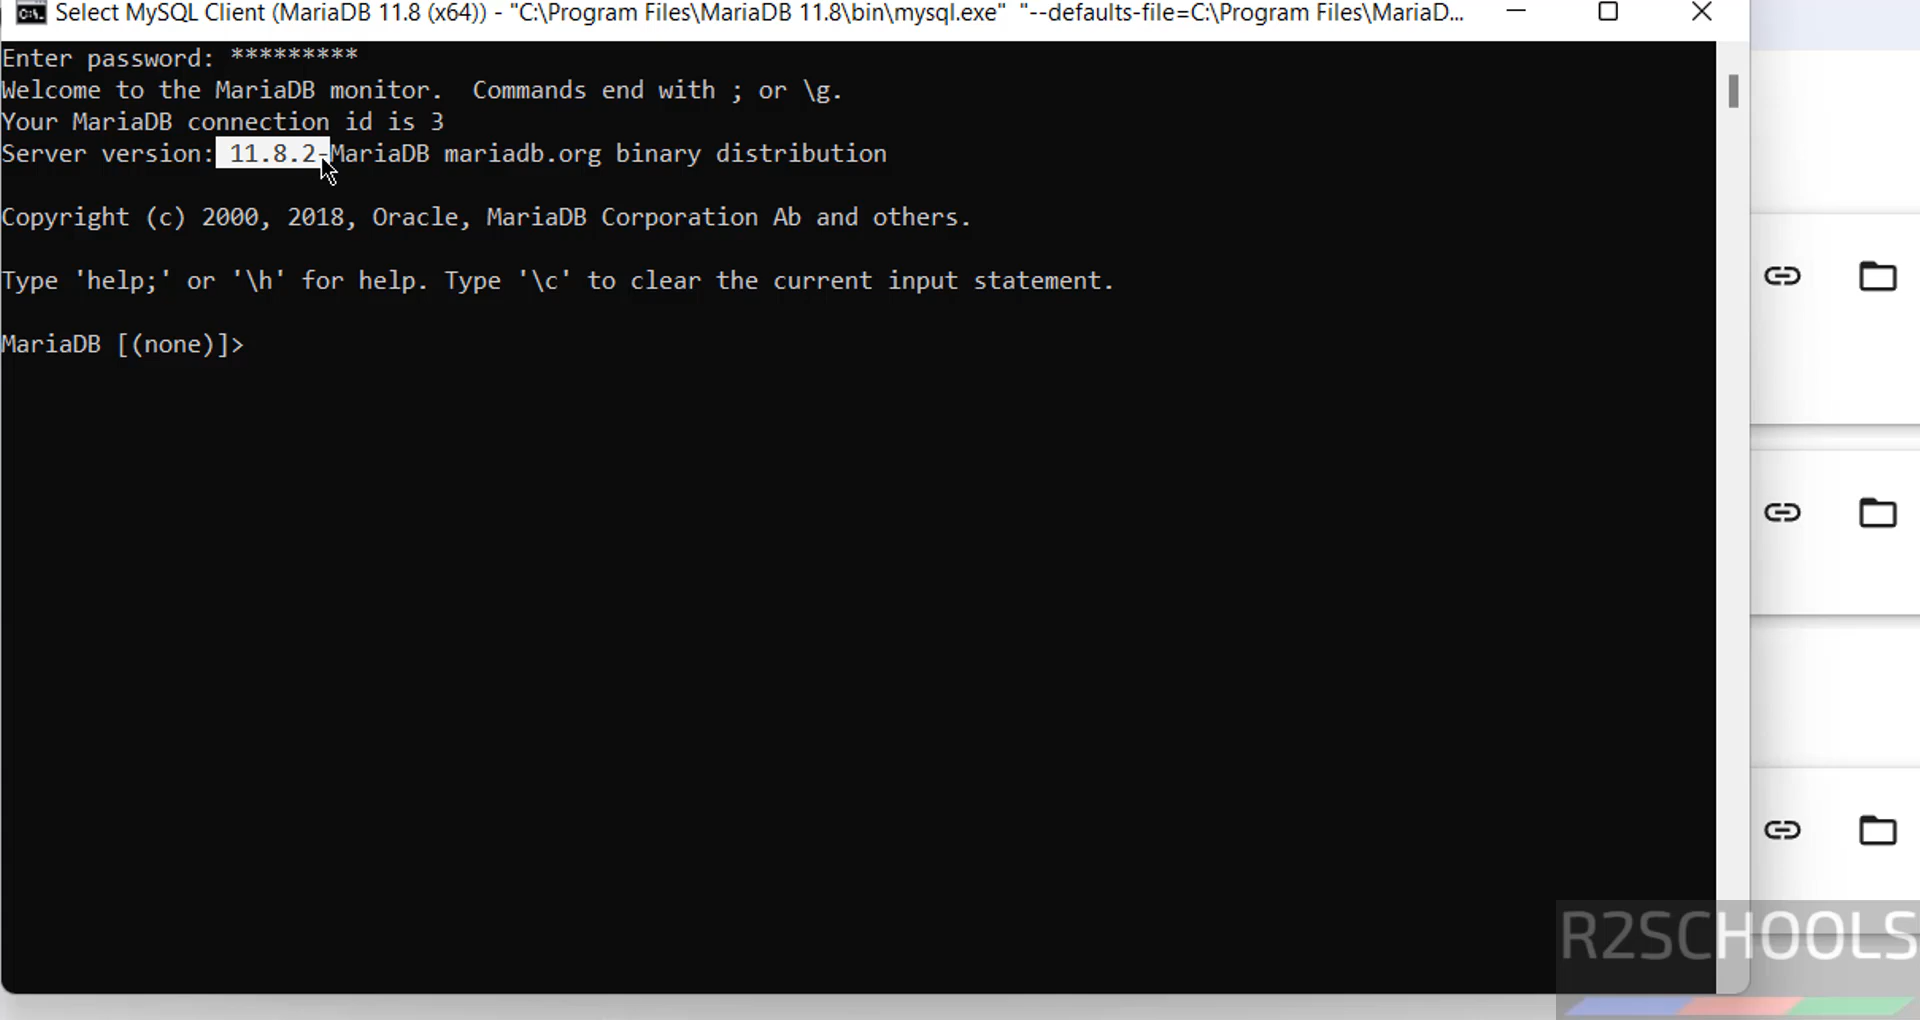 Select MySQL Client (MariaDB 11.8 (x64)) - "C:\Program Files\MariaDB 11.8\bin\mysql.exe"  "--defaults-file=C:\Program Files\MariaD...
Enter password: *********
Welcome to the MariaDB monitor.  Commands end with ; or \g.
Your MariaDB connection id is 3
Server version: 11.8.2-MariaDB mariadb.org binary distribution
Copyright (c) 2000, 2018, Oracle, MariaDB Corporation Ab and others.
Type 'help;' or '\h' for help. Type '\c' to clear the current input statement.
MariaDB [(none)]>
R2SCHOOLS